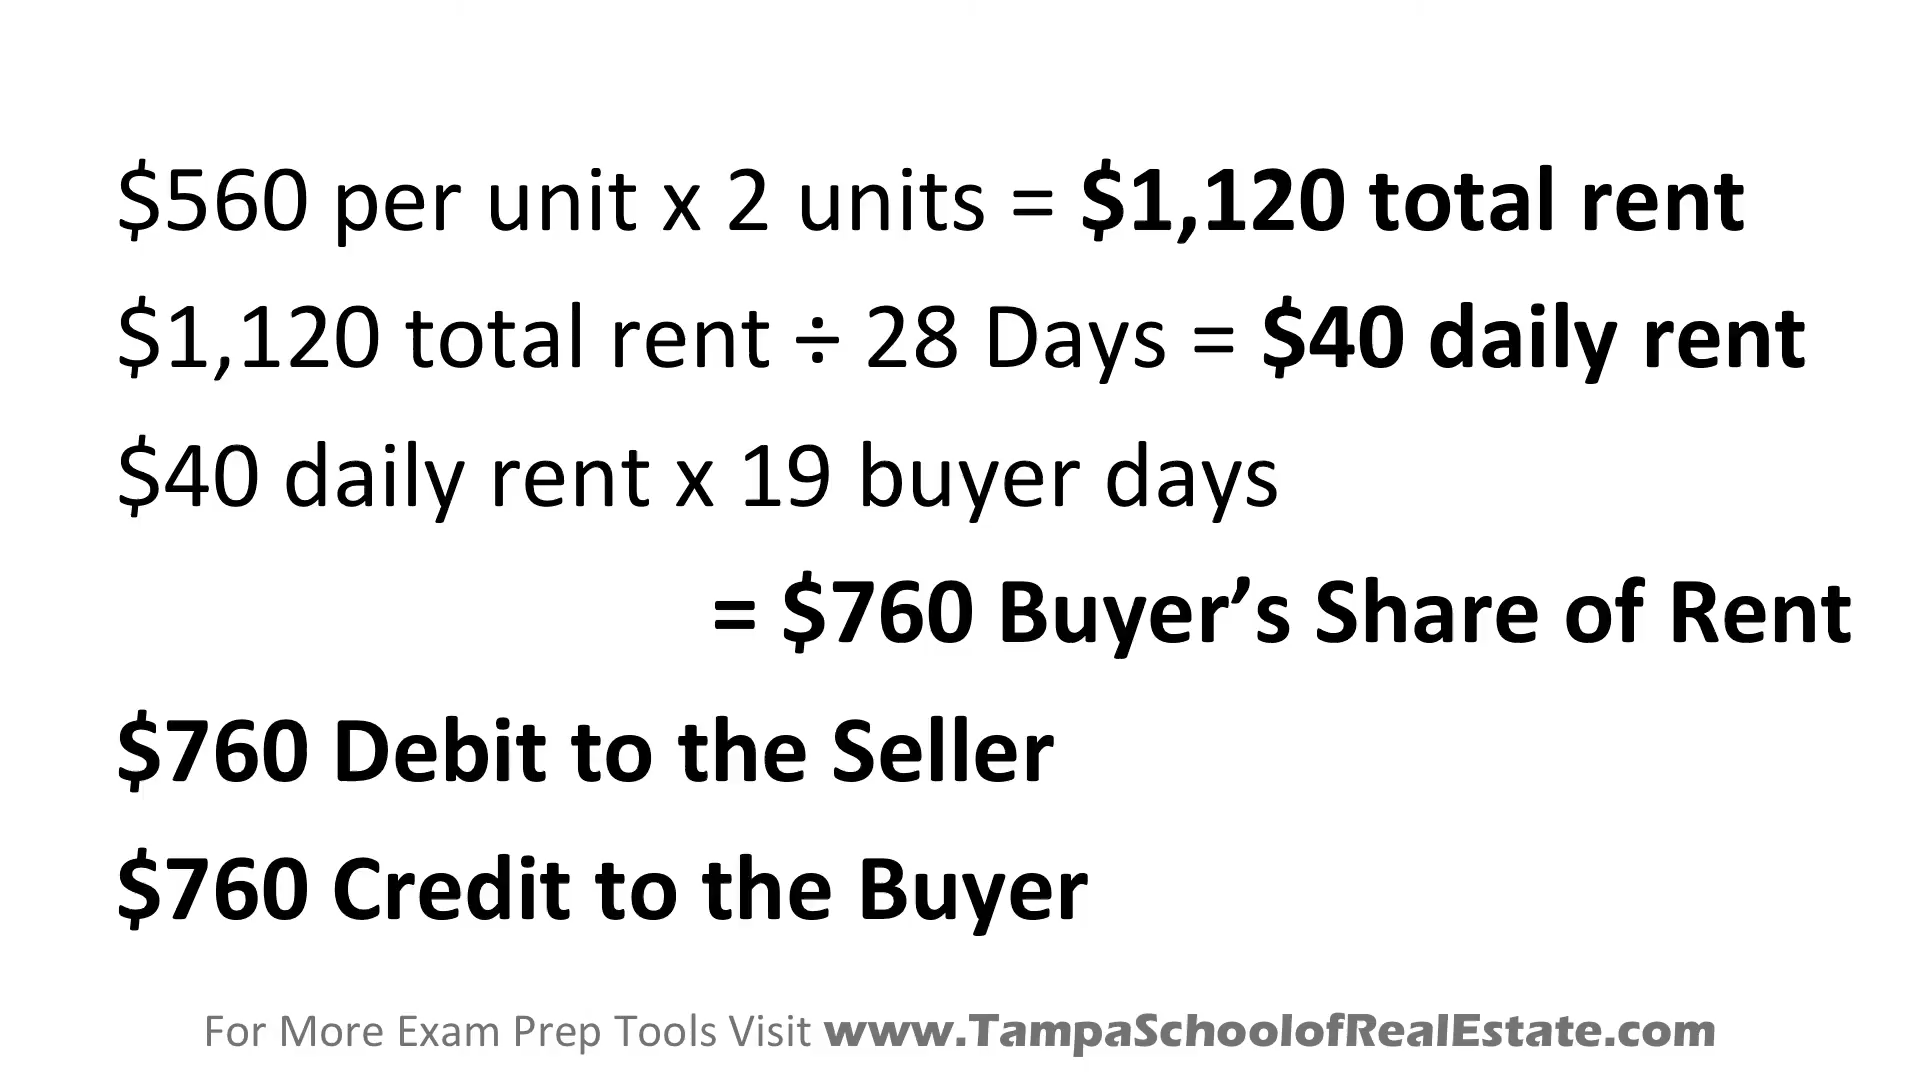 $560 per unit x 2 units = $1,120 total rent
$1,120 total rent ÷ 28 Days = $40 daily rent
$40 daily rent x 19 buyer days
= $760 Buyer’s Share of Rent
$760 Debit to the Seller
$760 Credit to the Buyer
For More Exam Prep Tools Visit www.TampaSchoolofRealEstate.com